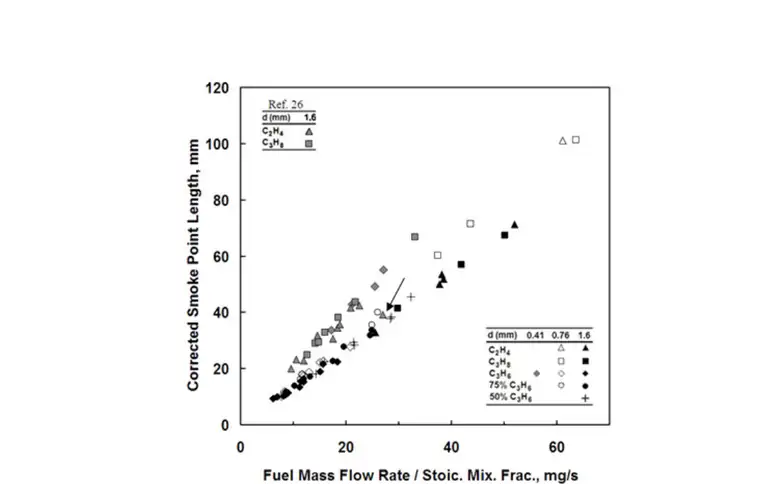 120
100
80
60
40
20
0
Corrected Smoke Point Length, mm
Ref. 26
d (mm) 1.6
C₂H₄
C₃H₈
d (mm) 0.41 0.76 1.6
C₂H₄
C₃H₈
C₃H₆
75% C₃H₆
50% C₃H₆
0 20 40 60
Fuel Mass Flow Rate / Stoic. Mix. Frac., mg/s